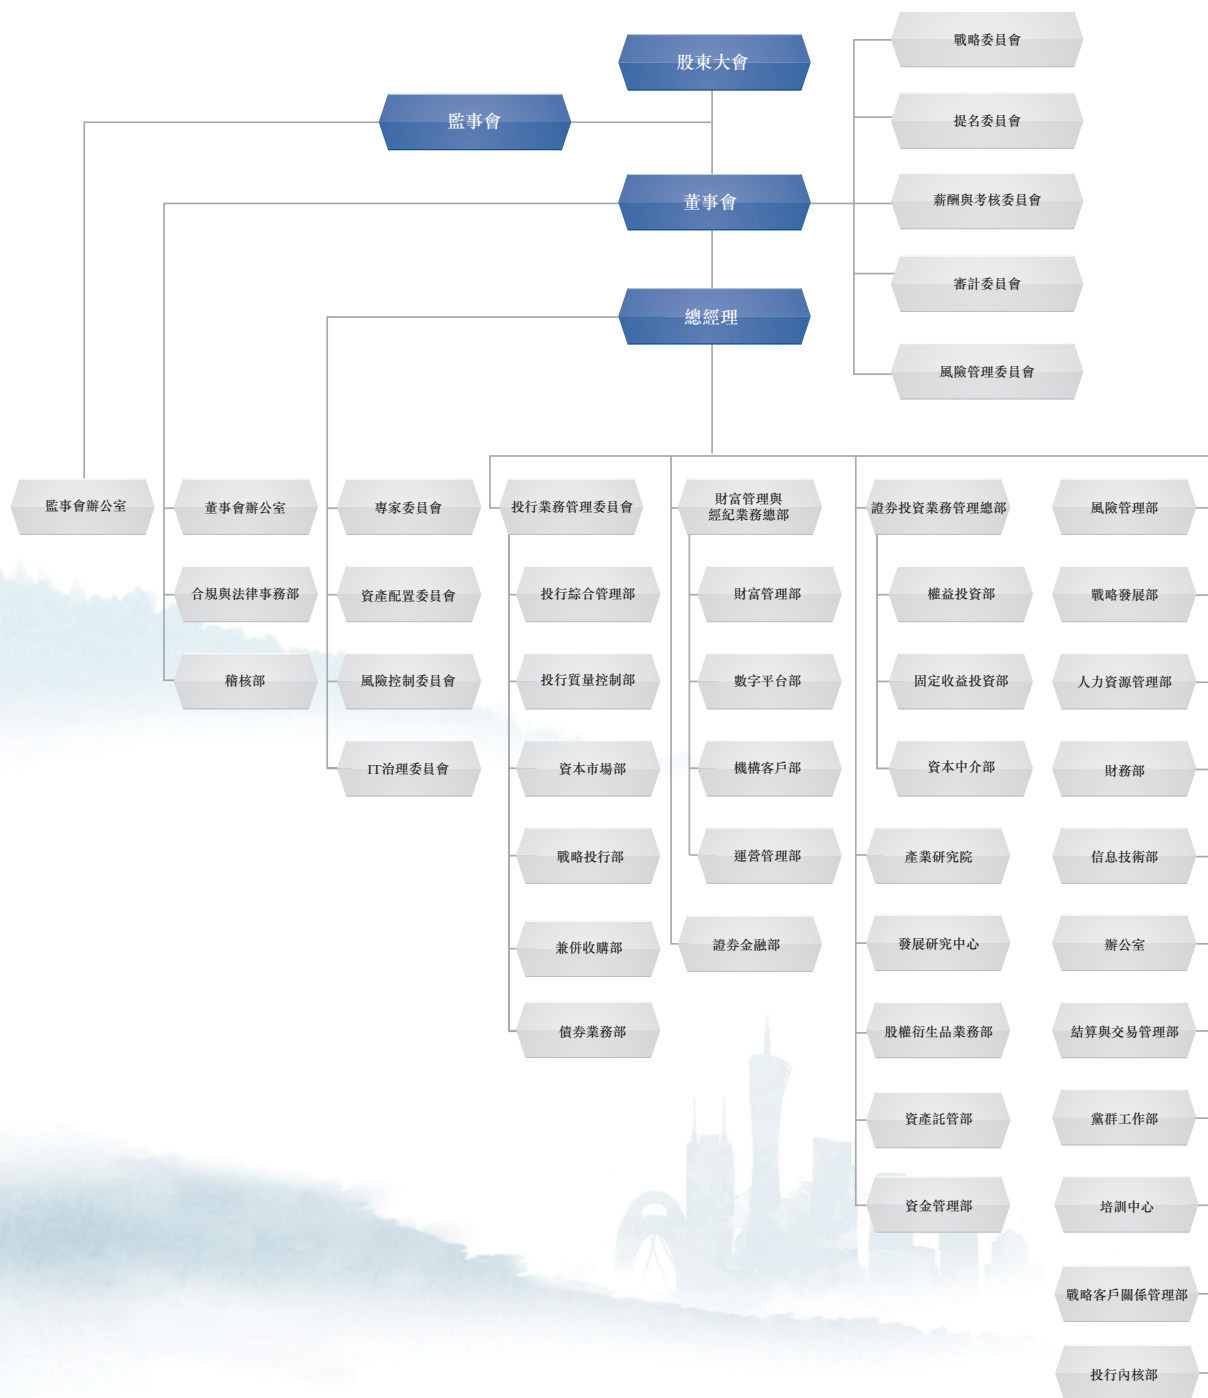 股東大會
監事會
董事會
總經理
戰略委員會
提名委員會
薪酬與考核委員會
審計委員會
風險管理委員會
監事會辦公室
董事會辦公室
合規與法律事務部
稽核部
專家委員會
資產配置委員會
風險控制委員會
IT治理委員會
投行業務管理委員會
投行綜合管理部
投行質量控制部
資本市場部
戰略投行部
兼併收購部
債券業務部
財富管理與
經紀業務總部
財富管理部
數字平台部
機構客戶部
運營管理部
證券金融部
證券投資業務管理總部
權益投資部
固定收益投資部
資本中介部
產業研究院
發展研究中心
股權衍生品業務部
資產託管部
資金管理部
風險管理部
戰略發展部
人力資源管理部
財務部
信息技術部
辦公室
結算與交易管理部
黨群工作部
培訓中心
戰略客戶關係管理部
投行內核部